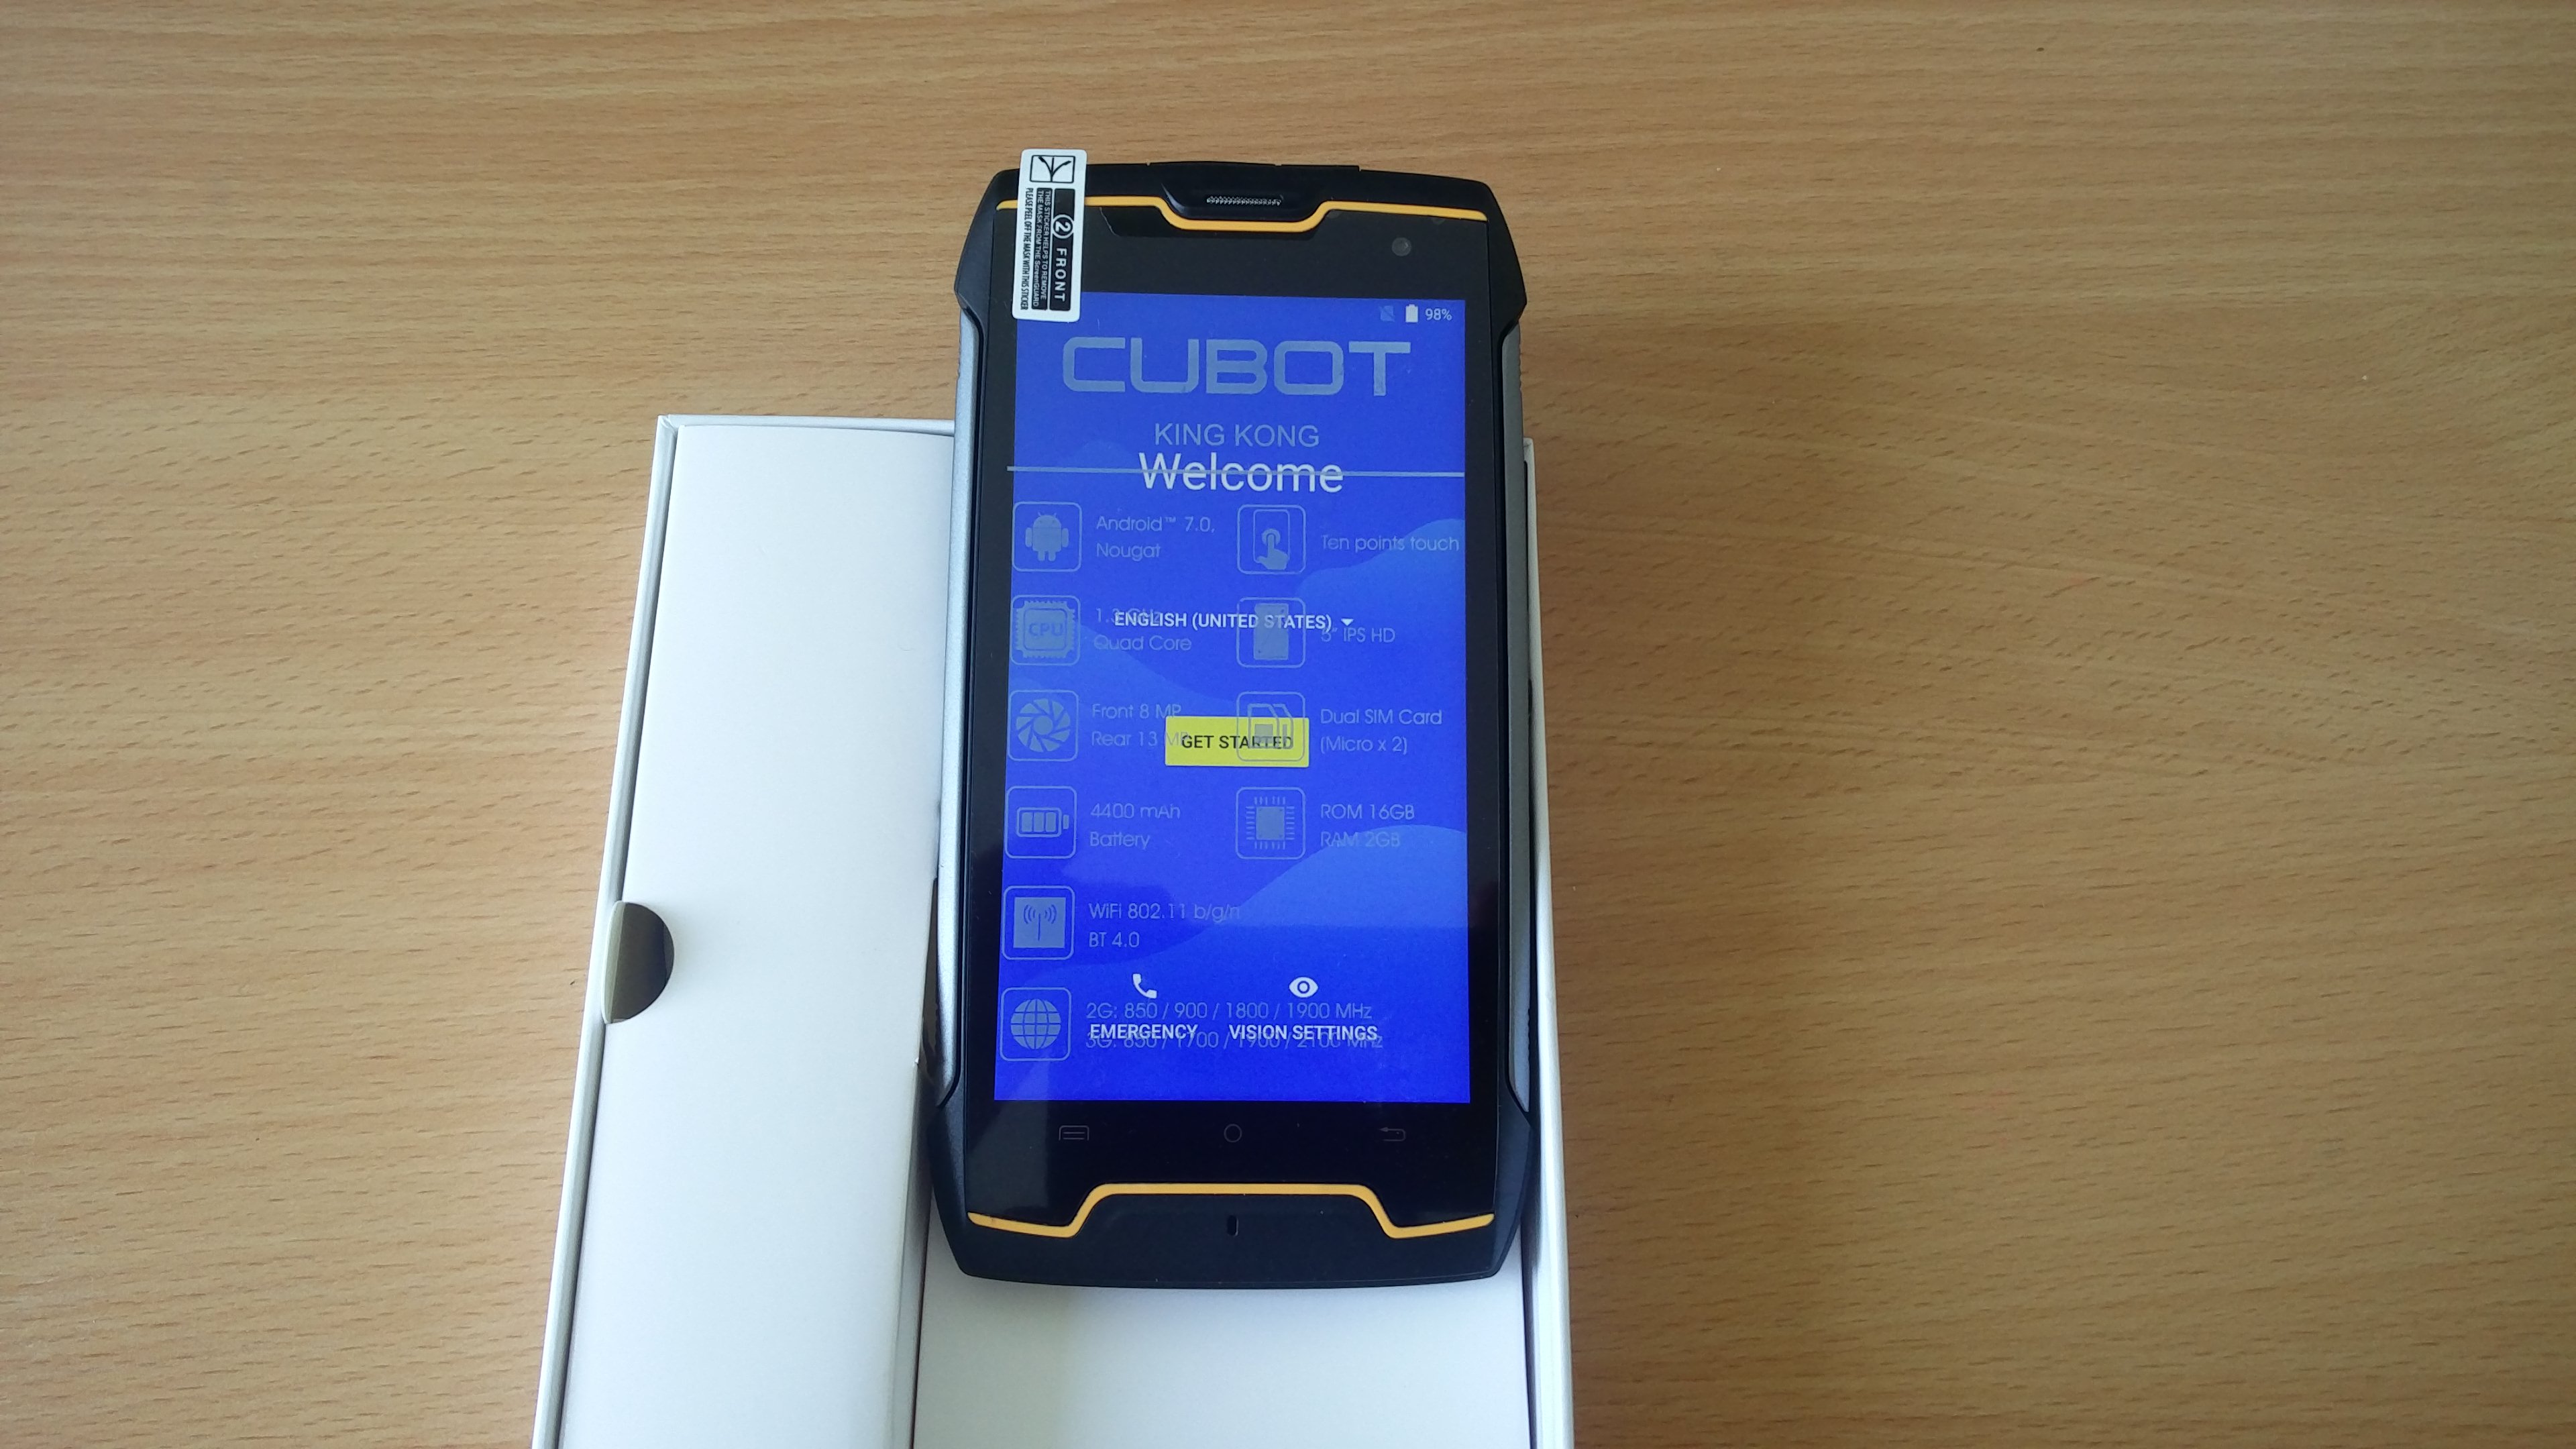 2 FRONT
THIS STICKER HELPS TO REMOVE
THE MASK FROM THE ScreenGUARD
PLEASE PEEL OFF THE MASK WITH THIS STICKER
98%
CUBOT
KING KONG
Welcome
Android™ 7.0,
Nougat
Ten points touch
CPU
1.3 GHz
Quad Core
ENGLISH (UNITED STATES)
5" IPS HD
Front 8 MP
Rear 13 MP
GET STARTED
Dual SIM Card
(Micro x 2)
4400 mAh
Battery
ROM 16GB
RAM 2GB
WiFi 802.11 b/g/n
BT 4.0
2G: 850 / 900 / 1800 / 1900 MHz
3G: 850 / 1700 / 1900 / 2100 MHz
EMERGENCY
VISION SETTINGS